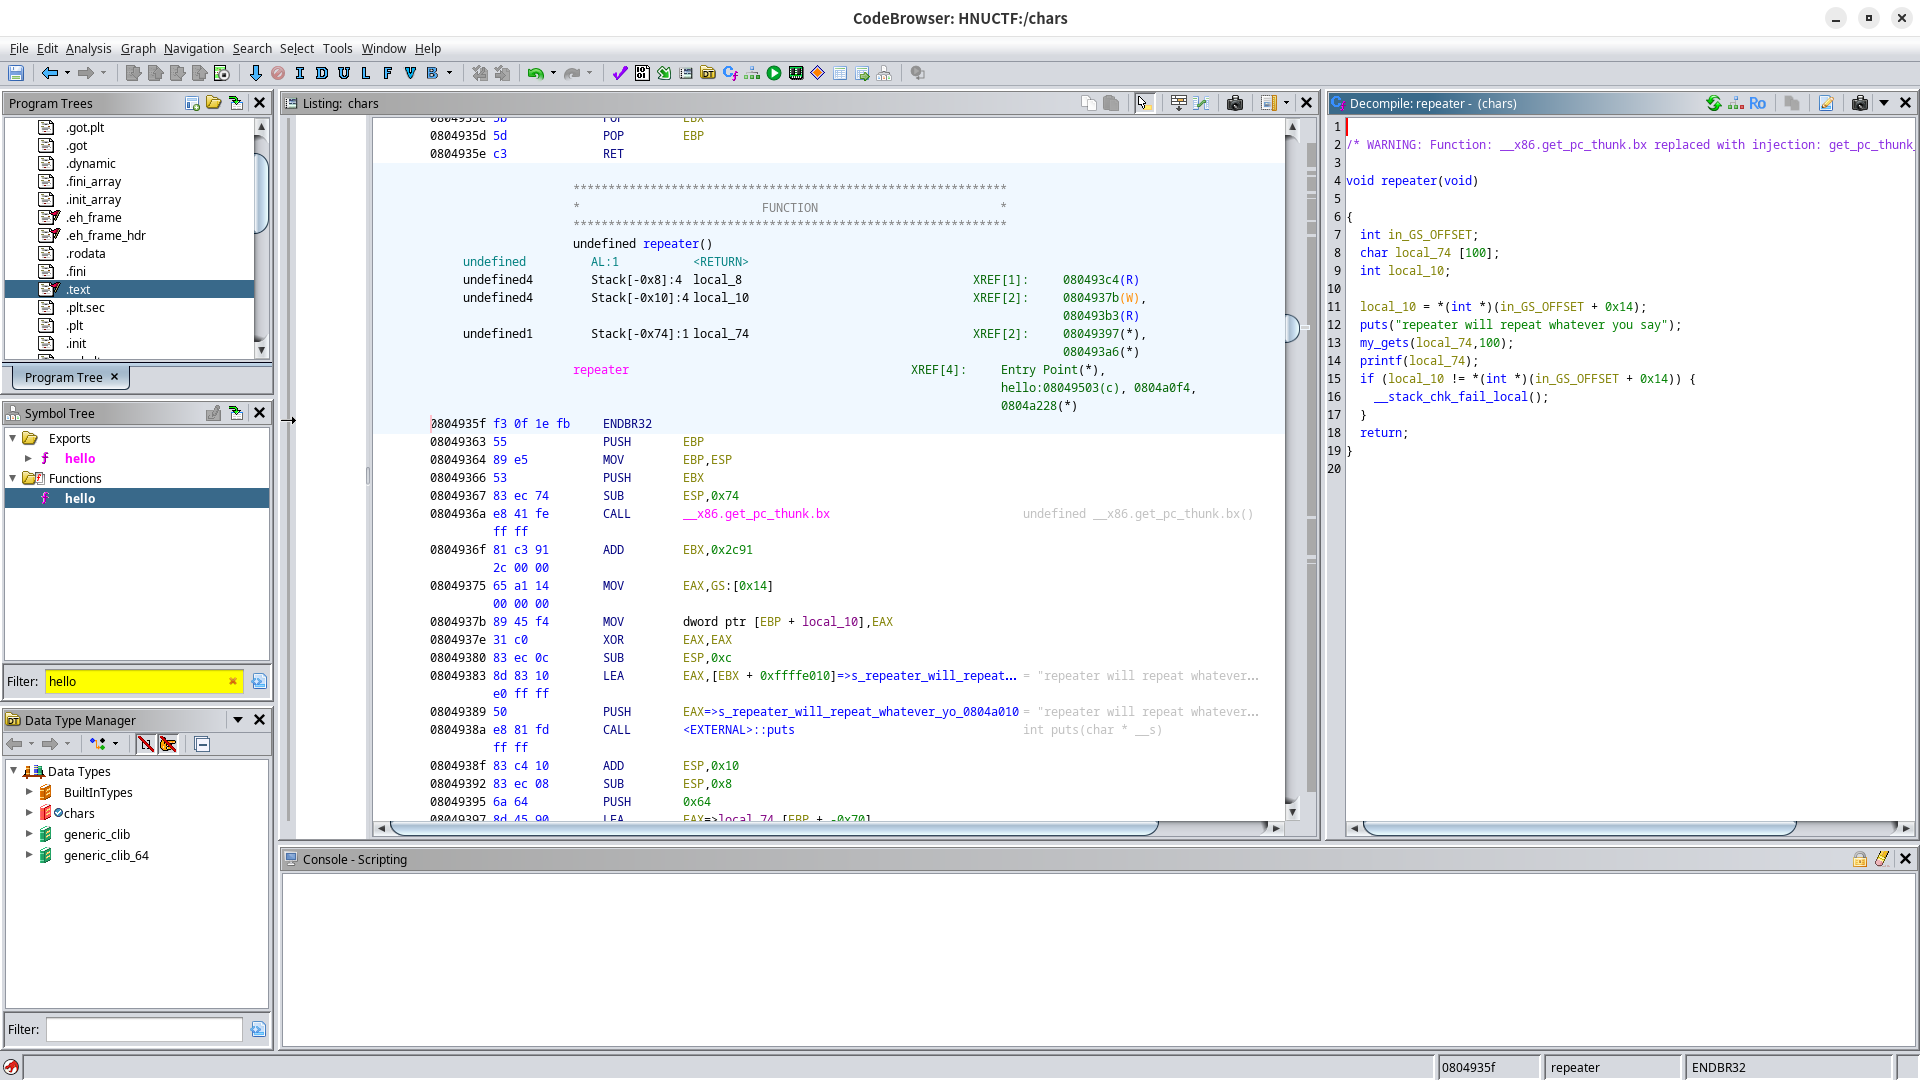 CodeBrowser: HNUCTF:/chars
File Edit Analysis Graph Navigation Search Select Tools Window Help
I D U L F V B
Program Trees
.got.plt
.got
.dynamic
.fini_array
.init_array
.eh_frame
.eh_frame_hdr
.rodata
.fini
.text
.plt.sec
.plt
.init
Program Tree
Symbol Tree
Exports
hello
Functions
hello
Filter: hello
Data Type Manager
Data Types
BuiltInTypes
chars
generic_clib
generic_clib_64
Filter:
Listing: chars
0804935c 5b POP EBX
0804935d 5d POP EBP
0804935e c3 RET
**************************************************************
* FUNCTION *
**************************************************************
undefined repeater()
undefined AL:1 <RETURN>
undefined4 Stack[-0x8]:4 local_8 XREF[1]: 080493c4(R)
undefined4 Stack[-0x10]:4 local_10 XREF[2]: 0804937b(W),
080493b3(R)
undefined1 Stack[-0x74]:1 local_74 XREF[2]: 08049397(*),
080493a6(*)
repeater XREF[4]: Entry Point(*),
hello:08049503(c), 0804a0f4,
0804a228(*)
0804935f f3 0f 1e fb ENDBR32
08049363 55 PUSH EBP
08049364 89 e5 MOV EBP,ESP
08049366 53 PUSH EBX
08049367 83 ec 74 SUB ESP,0x74
0804936a e8 41 fe CALL __x86.get_pc_thunk.bx undefined __x86.get_pc_thunk.bx()
ff ff
0804936f 81 c3 91 ADD EBX,0x2c91
2c 00 00
08049375 65 a1 14 MOV EAX,GS:[0x14]
00 00 00
0804937b 89 45 f4 MOV dword ptr [EBP + local_10],EAX
0804937e 31 c0 XOR EAX,EAX
08049380 83 ec 0c SUB ESP,0xc
08049383 8d 83 10 LEA EAX,[EBX + 0xffffe010]=>s_repeater_will_repeat... = "repeater will repeat whatever...
e0 ff ff
08049389 50 PUSH EAX=>s_repeater_will_repeat_whatever_yo_0804a010 = "repeater will repeat whatever...
0804938a e8 81 fd CALL <EXTERNAL>::puts int puts(char * __s)
ff ff
0804938f 83 c4 10 ADD ESP,0x10
08049392 83 ec 08 SUB ESP,0x8
08049395 6a 64 PUSH 0x64
08049397 8d 45 90 LEA EAX=>local_74,[EBP + -0x70]
Decompile: repeater - (chars)
Ro
1
2 /* WARNING: Function: __x86.get_pc_thunk.bx replaced with injection: get_pc_thunk_
3
4 void repeater(void)
5
6 {
7 int in_GS_OFFSET;
8 char local_74 [100];
9 int local_10;
10
11 local_10 = *(int *)(in_GS_OFFSET + 0x14);
12 puts("repeater will repeat whatever you say");
13 my_gets(local_74,100);
14 printf(local_74);
15 if (local_10 != *(int *)(in_GS_OFFSET + 0x14)) {
16 __stack_chk_fail_local();
17 }
18 return;
19 }
20
Console - Scripting
0804935f repeater ENDBR32